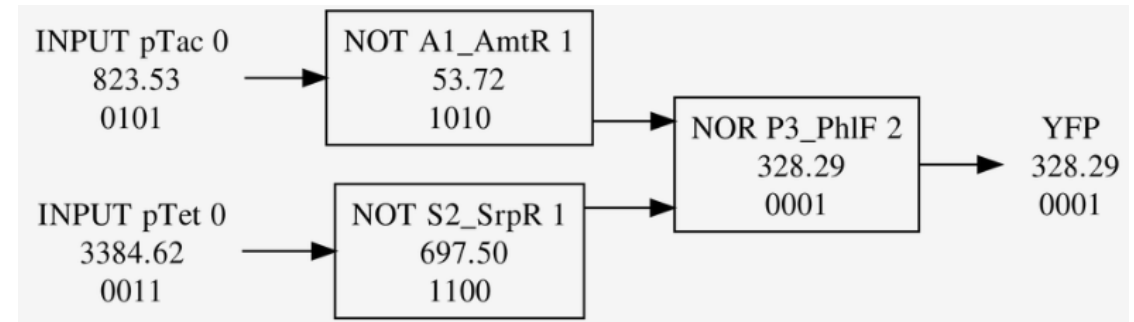 INPUT pTac 0
823.53
0101
NOT A1_AmtR 1
53.72
1010
INPUT pTet 0
3384.62
0011
NOT S2_SrpR 1
697.50
1100
NOR P3_PhlF 2
328.29
0001
YFP
328.29
0001